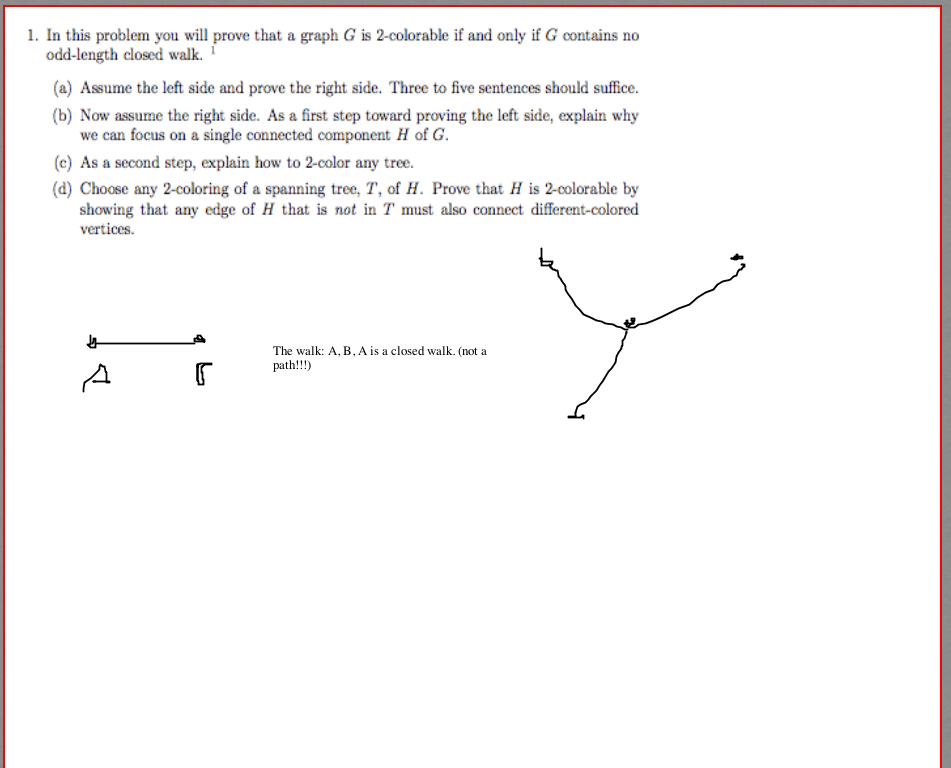 1. In this problem you will prove that a graph G is 2-colorable if and only if G contains no
odd-length closed walk. 1
(a) Assume the left side and prove the right side. Three to five sentences should suffice.
(b) Now assume the right side. As a first step toward proving the left side, explain why
we can focus on a single connected component H of G.
(c) As a second step, explain how to 2-color any tree.
(d) Choose any 2-coloring of a spanning tree, T, of H. Prove that H is 2-colorable by
showing that any edge of H that is not in T must also connect different-colored
vertices.
The walk: A, B, A is a closed walk. (not a
path!!!)
A